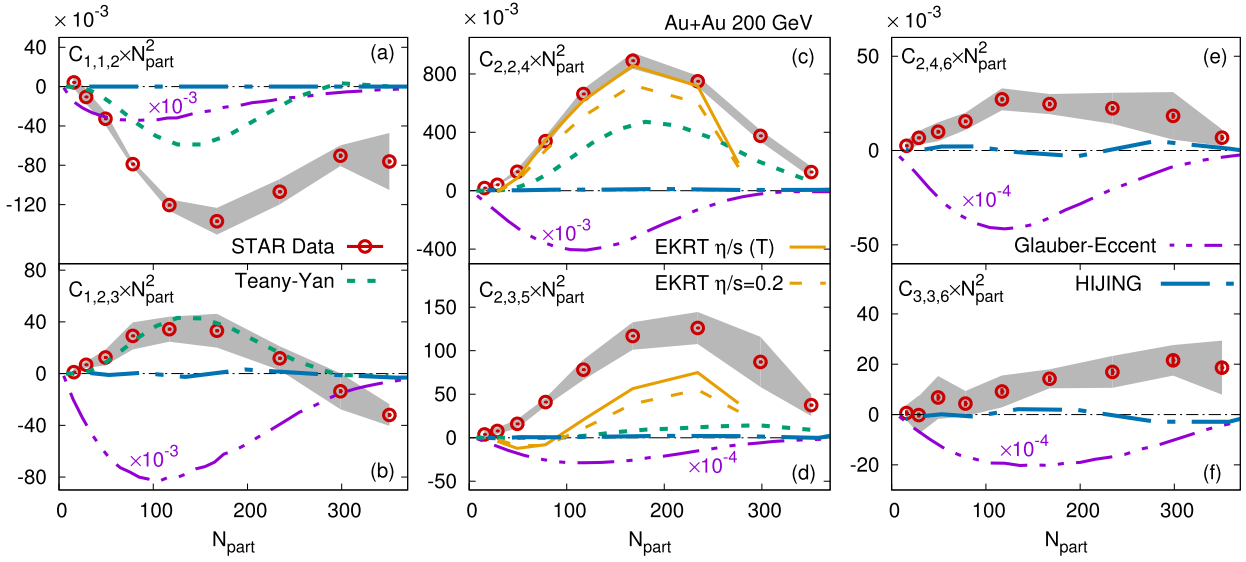 × 10⁻³
C₁,₁,₂×N²part
(a)
40
0
-40
-80
-120
×10⁻³
STAR Data
C₁,₂,₃×N²part
Teany-Yan
80
40
0
-40
-80
×10⁻³
(b)
0
100
200
300
Npart
× 10⁻³
Au+Au 200 GeV
C₂,₂,₄×N²part
(c)
800
400
0
-400
×10⁻³
EKRT η/s (T)
C₂,₃,₅×N²part
EKRT η/s=0.2
150
100
50
0
-50
×10⁻⁴
(d)
0
100
200
300
Npart
× 10⁻³
C₂,₄,₆×N²part
(e)
50
0
-50
×10⁻⁴
Glauber-Eccent
C₃,₃,₆×N²part
HIJING
40
20
0
-20
×10⁻⁴
(f)
0
100
200
300
Npart